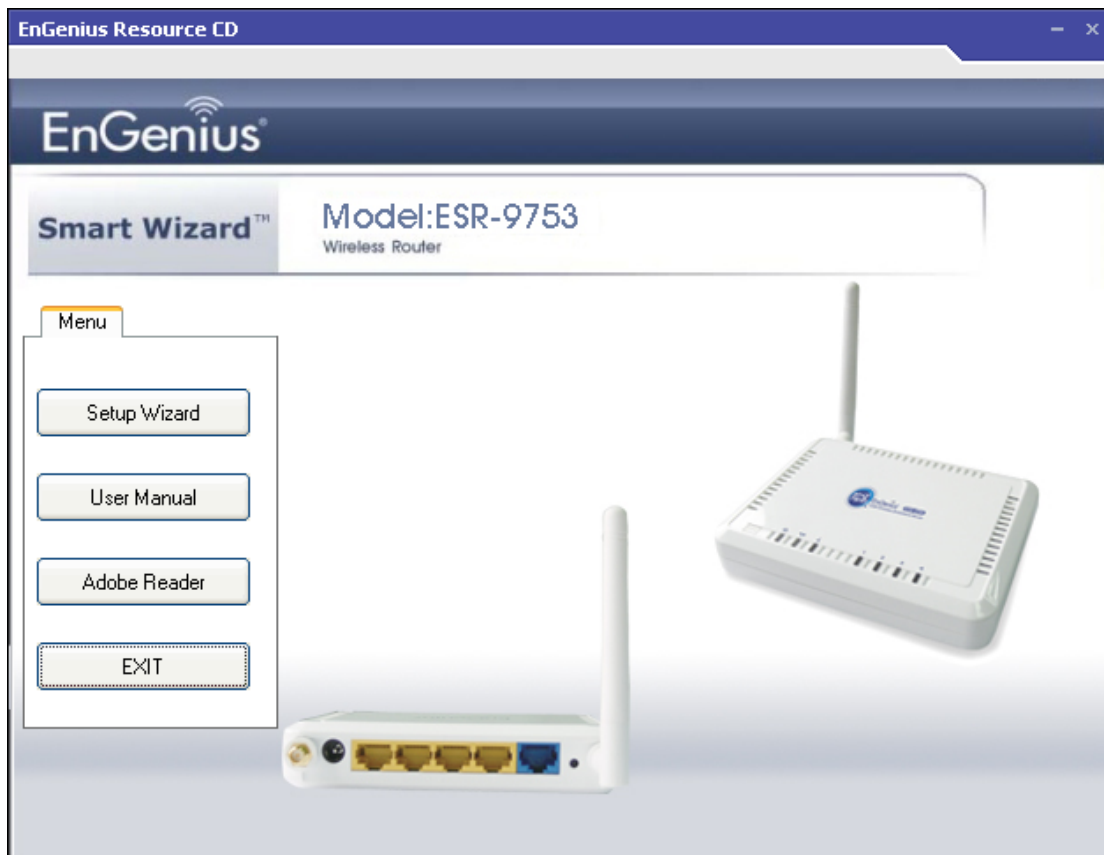 EnGenius Resource CD
EnGenius®
Smart Wizard™
Model:ESR-9753
Wireless Router
Menu
Setup Wizard
User Manual
Adobe Reader
EXIT